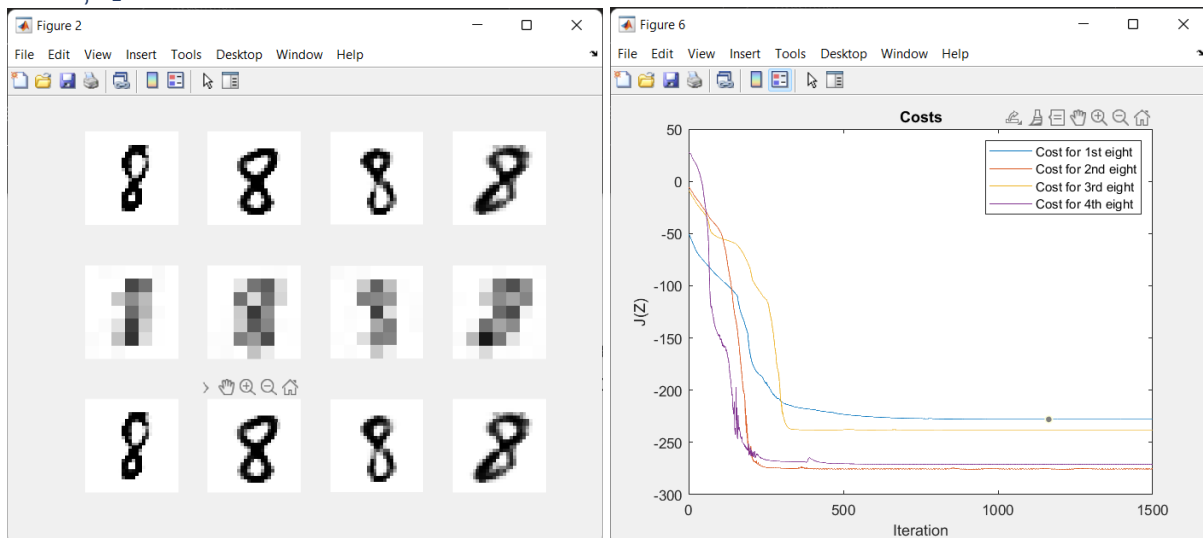 Figure 2
File Edit View Insert Tools Desktop Window Help
Figure 6
File Edit View Insert Tools Desktop Window Help
Costs
50
0
-50
-100
-150
-200
-250
-300
J(Z)
0 500 1000 1500
Iteration
Cost for 1st eight
Cost for 2nd eight
Cost for 3rd eight
Cost for 4th eight